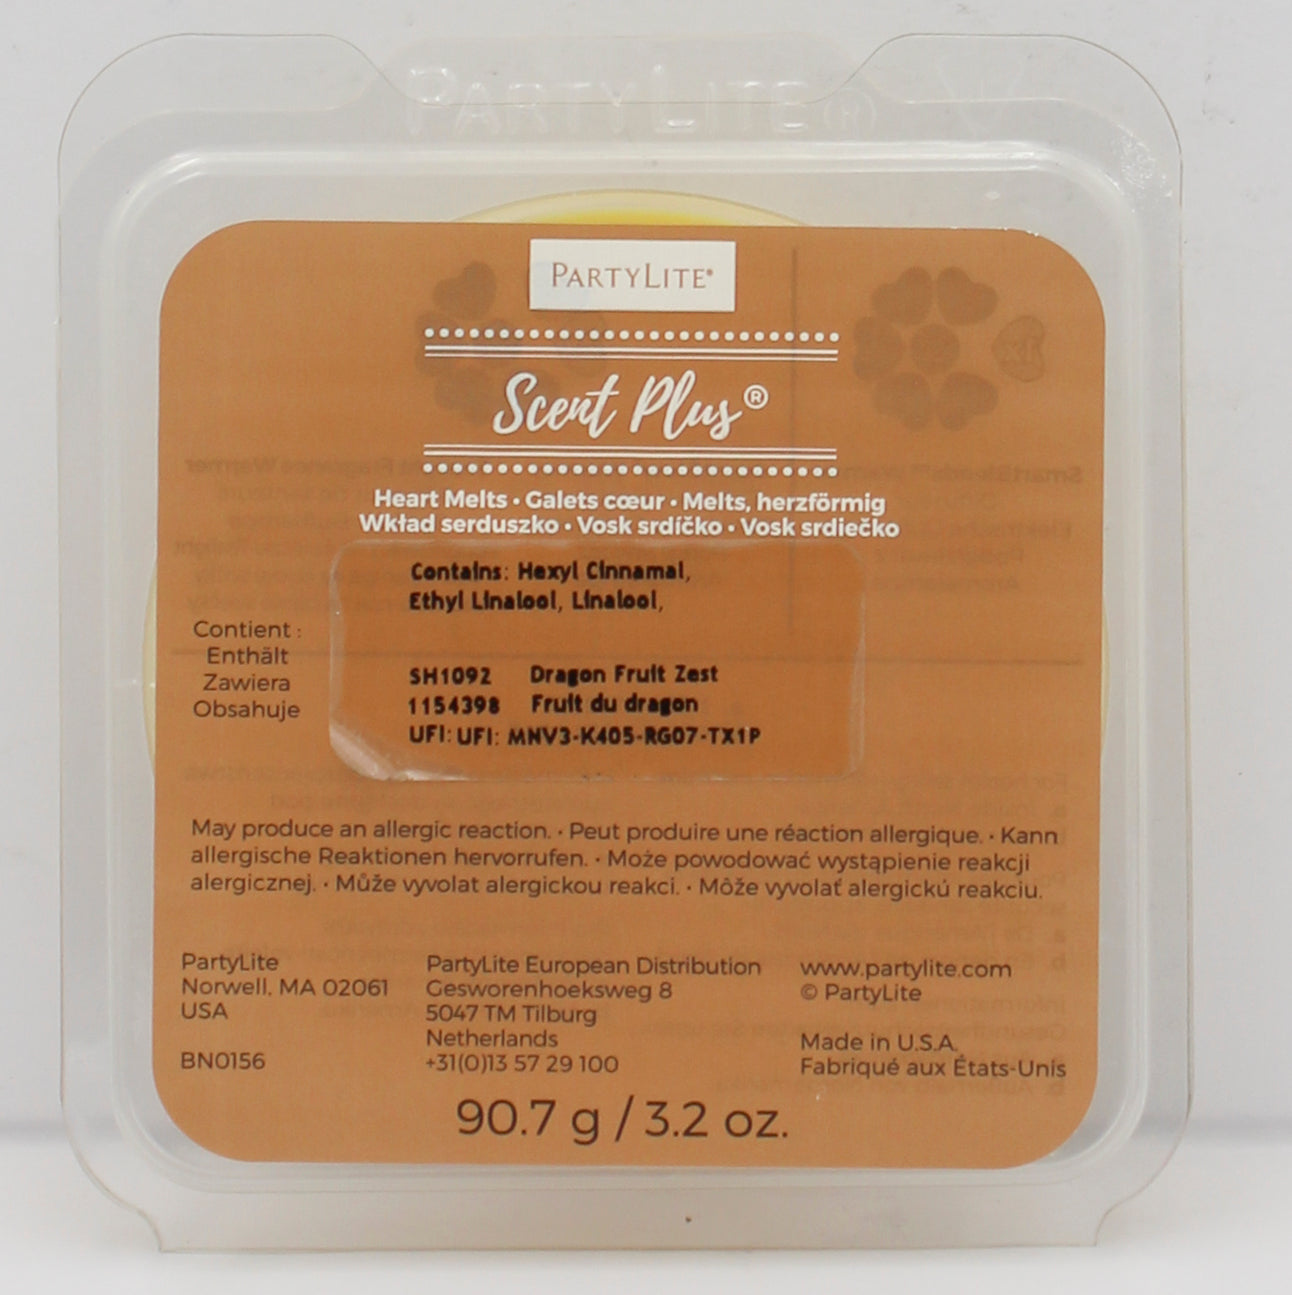 PARTYLITE®
PARTYLITE®
Scent Plus®
Heart Melts • Galets cœur • Melts, herzförmig
Wkład serduszko • Vosk srdíčko • Vosk srdiečko
Contains: Hexyl Cinnamal,
Ethyl Linalool, Linalool,
Contient :
Enthält
Zawiera
Obsahuje
SH1092 Dragon Fruit Zest
1154398 Fruit du dragon
UFI: UFI: MNV3-K405-RG07-TX1P
May produce an allergic reaction. • Peut produire une réaction allergique. • Kann
allergische Reaktionen hervorrufen. • Może powodować wystąpienie reakcji
alergicznej. • Může vyvolat alergickou reakci. • Môže vyvolať alergickú reakciu.
PartyLite
Norwell, MA 02061
USA
BN0156
PartyLite European Distribution
Gesworenhoeksweg 8
5047 TM Tilburg
Netherlands
+31(0)13 57 29 100
www.partylite.com
© PartyLite
Made in U.S.A.
Fabriqué aux États-Unis
90.7 g / 3.2 oz.